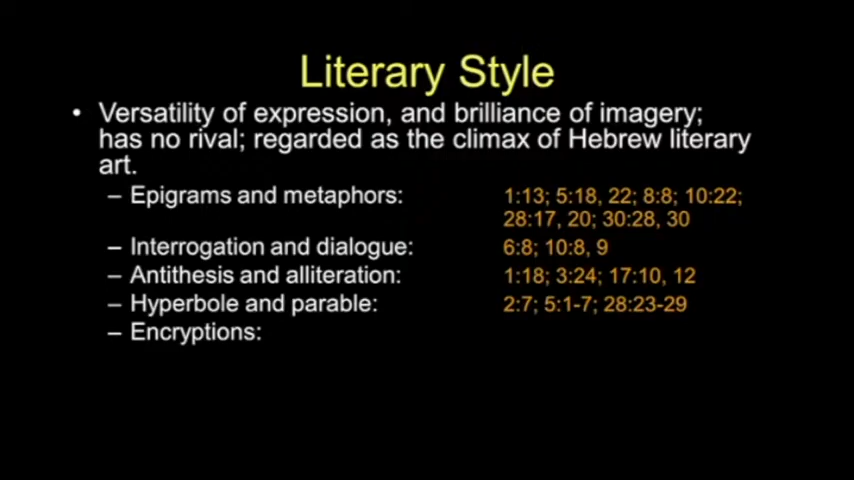 Literary Style
• Versatility of expression, and brilliance of imagery;
has no rival; regarded as the climax of Hebrew literary
art.
– Epigrams and metaphors: 1:13; 5:18, 22; 8:8; 10:22;
28:17, 20; 30:28, 30
– Interrogation and dialogue: 6:8; 10:8, 9
– Antithesis and alliteration: 1:18; 3:24; 17:10, 12
– Hyperbole and parable: 2:7; 5:1-7; 28:23-29
– Encryptions: